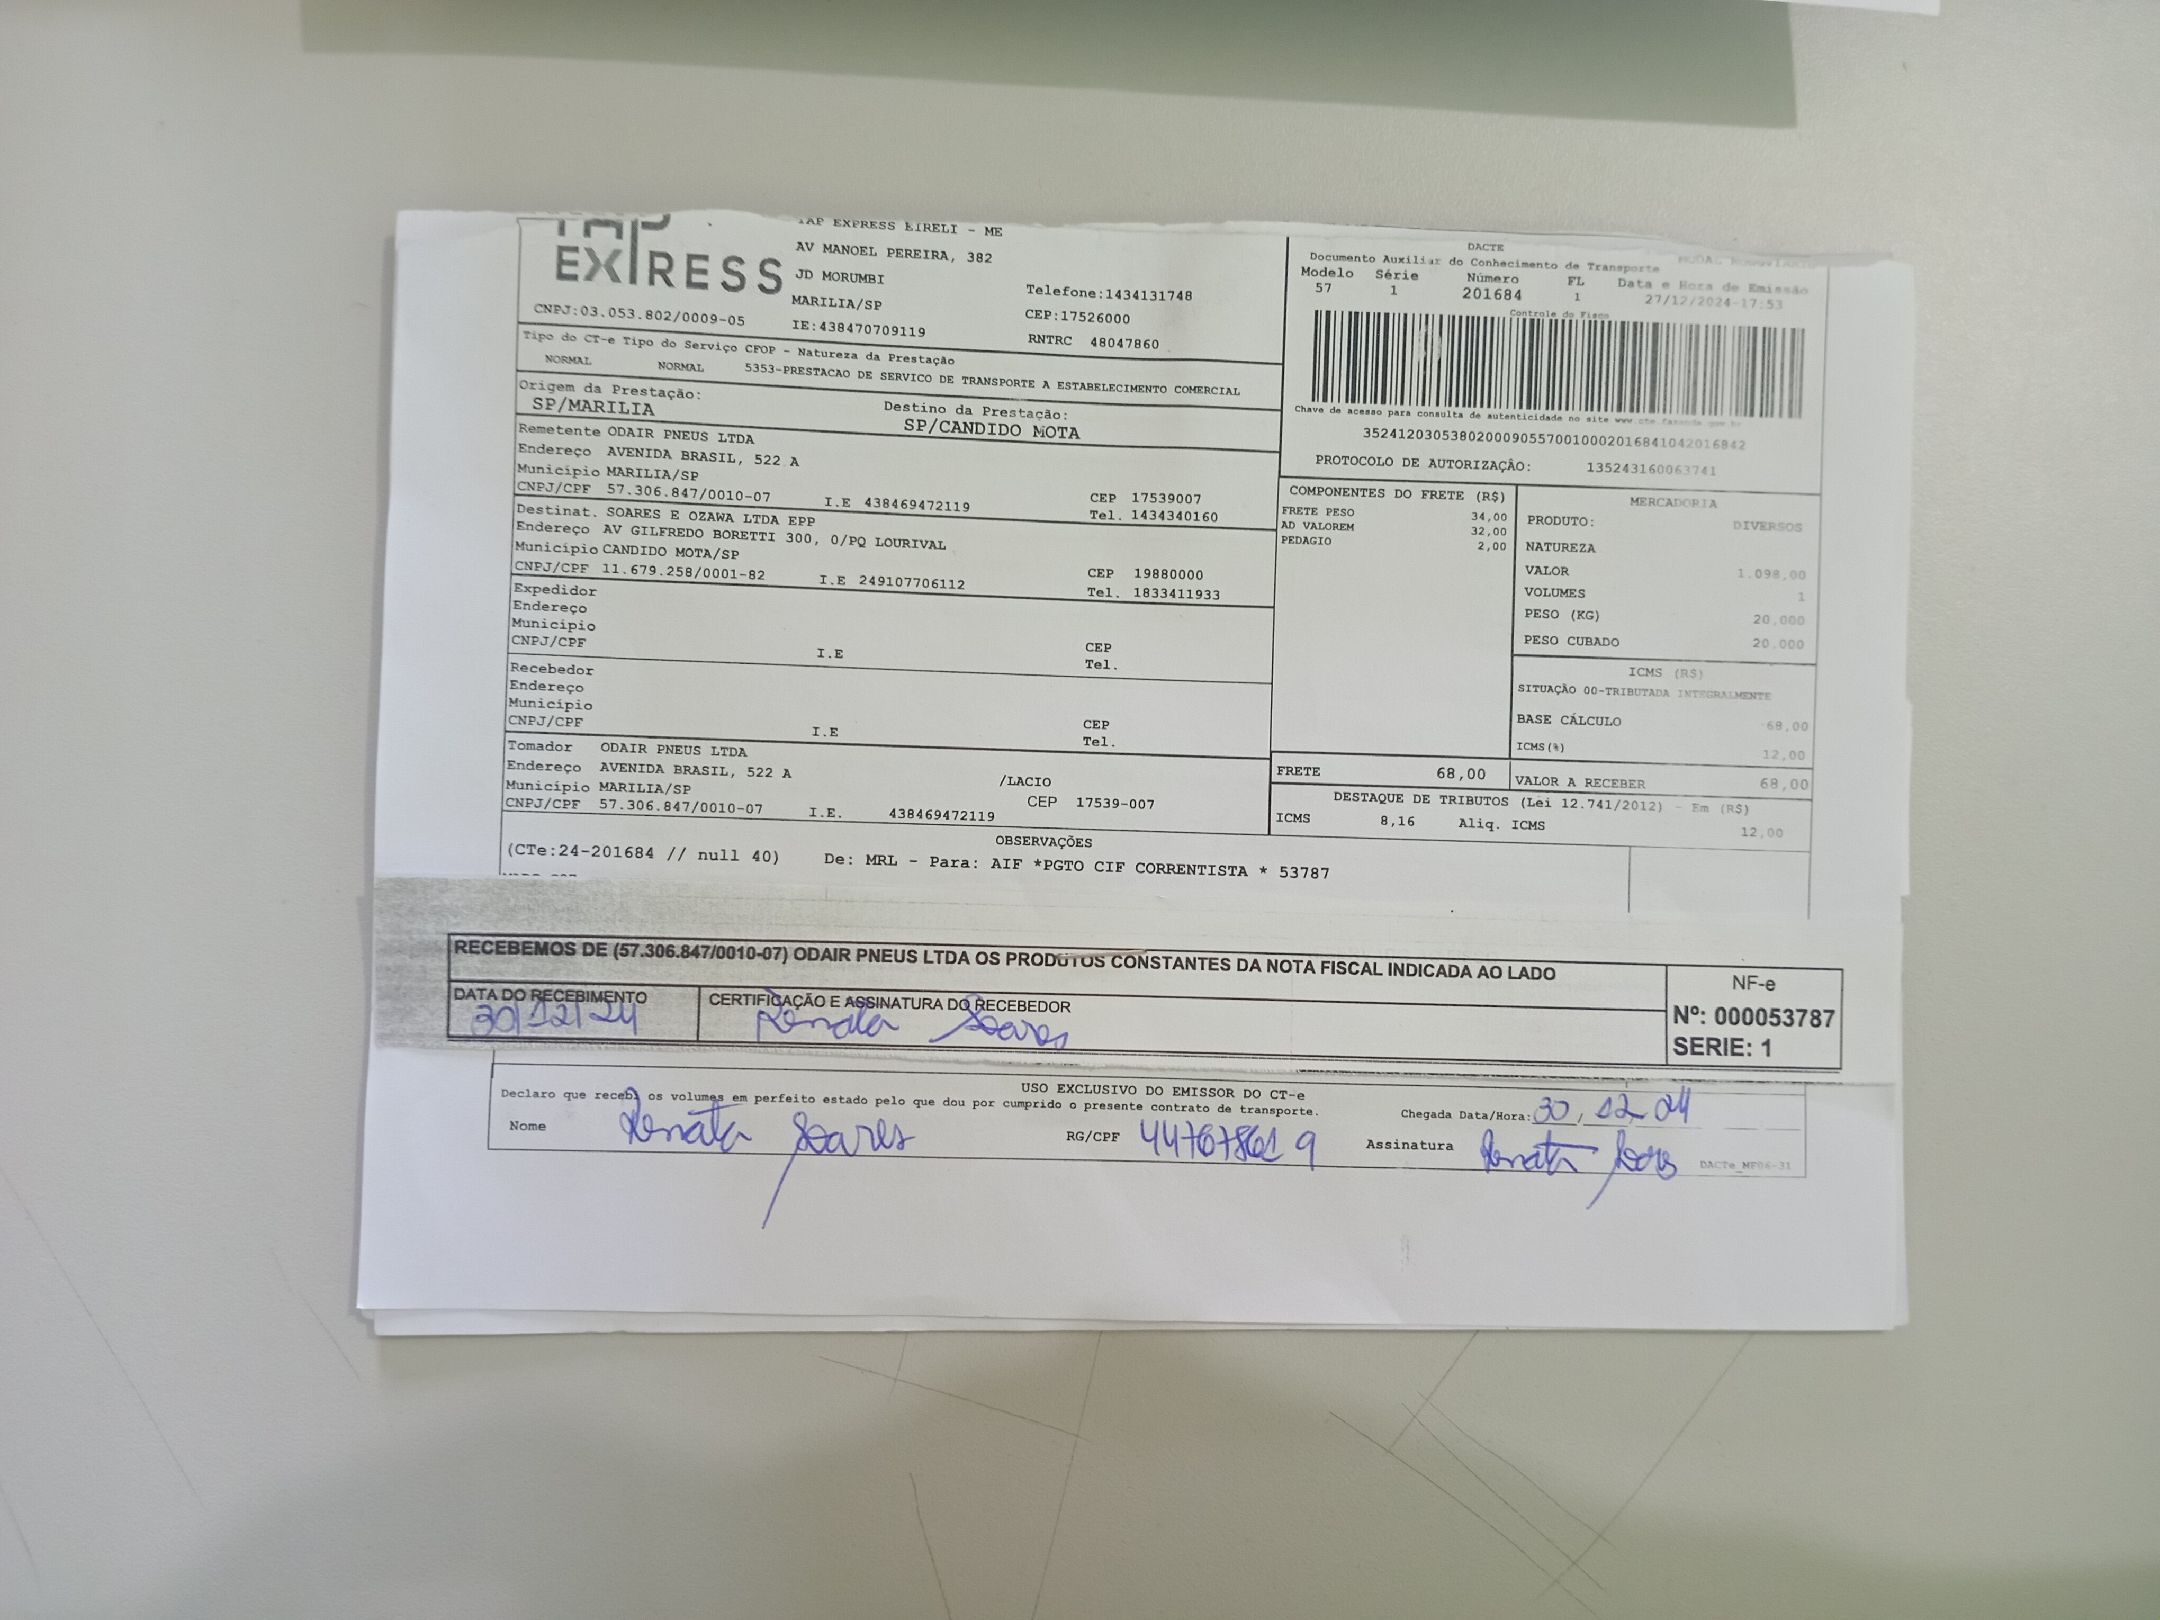 TAP
EXPRESS
TAP EXPRESS EIRELI - ME
AV MANOEL PEREIRA, 382
JD MORUMBI
MARILIA/SP
Telefone:1434131748
CEP:17526000
CNPJ:03.053.802/0009-05
IE:438470709119
RNTRC 48047860
DACTE
Documento Auxiliar do Conhecimento de Transporte
MODAL RODOVIÁRIO
Modelo Série Número FL Data e Hora de Emissão
57 1 201684 1 27/12/2024-17:53
Controle do Fisco
Chave de acesso para consulta de autenticidade no site www.cte.fazenda.gov.br
35241203053802000905570010002016841042016842
PROTOCOLO DE AUTORIZAÇÃO: 135243160063741
Tipo do CT-e Tipo do Serviço CFOP - Natureza da Prestação
NORMAL NORMAL 5353-PRESTACAO DE SERVICO DE TRANSPORTE A ESTABELECIMENTO COMERCIAL
Origem da Prestação:
SP/MARILIA
Destino da Prestação:
SP/CANDIDO MOTA
Remetente ODAIR PNEUS LTDA
Endereço AVENIDA BRASIL, 522 A
Município MARILIA/SP
CEP 17539007
CNPJ/CPF 57.306.847/0010-07 I.E 438469472119 Tel. 1434340160
Destinat. SOARES E OZAWA LTDA EPP
Endereço AV GILFREDO BORETTI 300, 0/PQ LOURIVAL
Município CANDIDO MOTA/SP
CEP 19880000
CNPJ/CPF 11.679.258/0001-82 I.E 249107706112 Tel. 1833411933
Expedidor
Endereço
Município
CEP
CNPJ/CPF I.E Tel.
Recebedor
Endereço
Município
CEP
CNPJ/CPF I.E Tel.
Tomador ODAIR PNEUS LTDA
Endereço AVENIDA BRASIL, 522 A /LACIO
Município MARILIA/SP CEP 17539-007
CNPJ/CPF 57.306.847/0010-07 I.E. 438469472119
COMPONENTES DO FRETE (R$)
FRETE PESO 34,00
AD VALOREM 32,00
PEDAGIO 2,00
MERCADORIA
PRODUTO: DIVERSOS
NATUREZA
VALOR 1.098,00
VOLUMES 1
PESO (KG) 20,000
PESO CUBADO 20,000
ICMS (R$)
SITUAÇÃO 00-TRIBUTADA INTEGRALMENTE
BASE CÁLCULO 68,00
ICMS(%) 12,00
FRETE 68,00 VALOR A RECEBER 68,00
DESTAQUE DE TRIBUTOS (Lei 12.741/2012) - Em (R$)
ICMS 8,16 Aliq. ICMS 12,00
OBSERVAÇÕES
(CTe:24-201684 // null 40) De: MRL - Para: AIF *PGTO CIF CORRENTISTA * 53787
RECEBEMOS DE (57.306.847/0010-07) ODAIR PNEUS LTDA OS PRODUTOS CONSTANTES DA NOTA FISCAL INDICADA AO LADO
DATA DO RECEBIMENTO
30/12/24
CERTIFICAÇÃO E ASSINATURA DO RECEBEDOR
Renata Soares
NF-e
Nº: 000053787
SERIE: 1
USO EXCLUSIVO DO EMISSOR DO CT-e
Declaro que recebi os volumes em perfeito estado pelo que dou por cumprido o presente contrato de transporte.
Chegada Data/Hora: 30, 12 24
Nome Renata Soares RG/CPF 447678619 Assinatura Renata Soares
DACTe_MF06-31